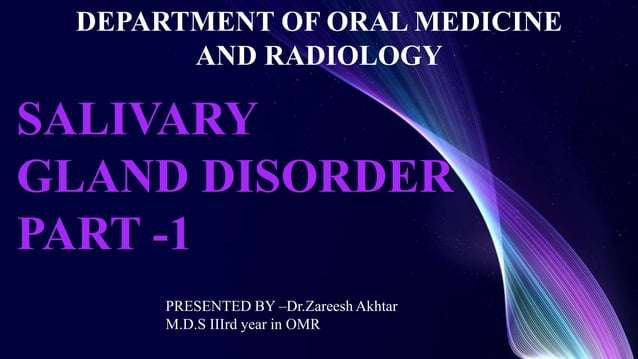 DEPARTMENT OF ORAL MEDICINE
AND RADIOLOGY
SALIVARY
GLAND DISORDER
PART -1
PRESENTED BY –Dr.Zareesh Akhtar
M.D.S IIIrd year in OMR